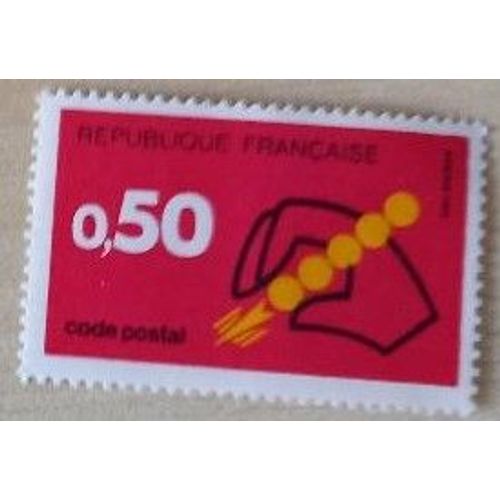 REPUBLIQUE FRANÇAISE
0,50
code postal